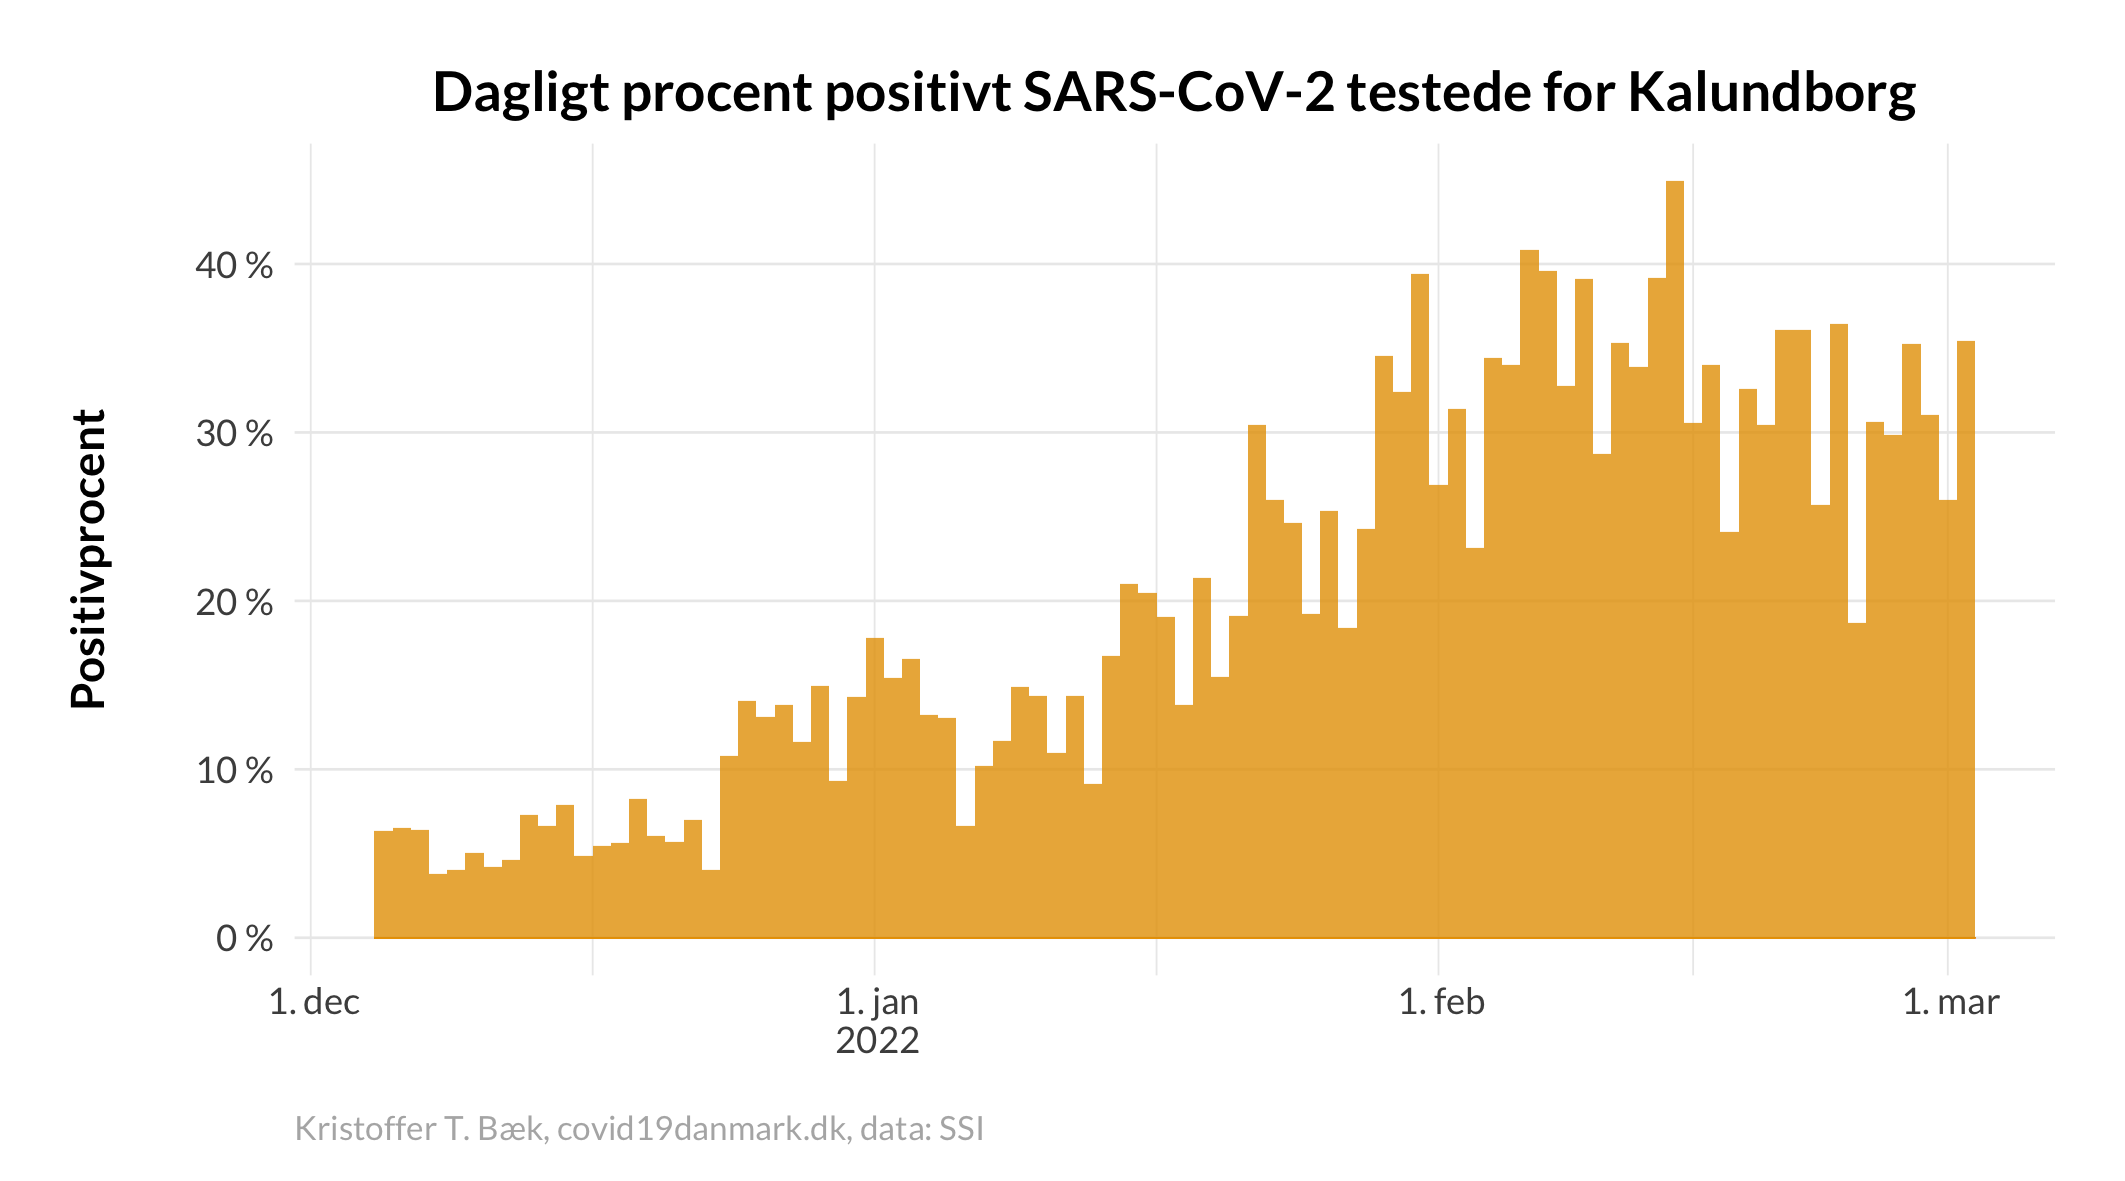 Dagligt procent positivt SARS-CoV-2 testede for Kalundborg
Positivprocent
40 %
30 %
20 %
10 %
0 %
1. dec
1. jan
2022
1. feb
1. mar
Kristoffer T. Bæk, covid19danmark.dk, data: SSI